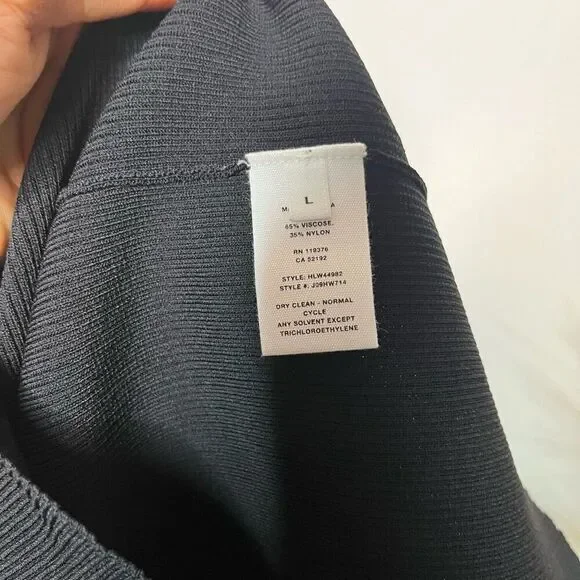 L
65% VISCOSE,
35% NYLON
RN 119376
CA 52192
STYLE: HLW44982
STYLE #: J09HW714
DRY CLEAN - NORMAL
CYCLE
ANY SOLVENT EXCEPT
TRICHLOROETHYLENE